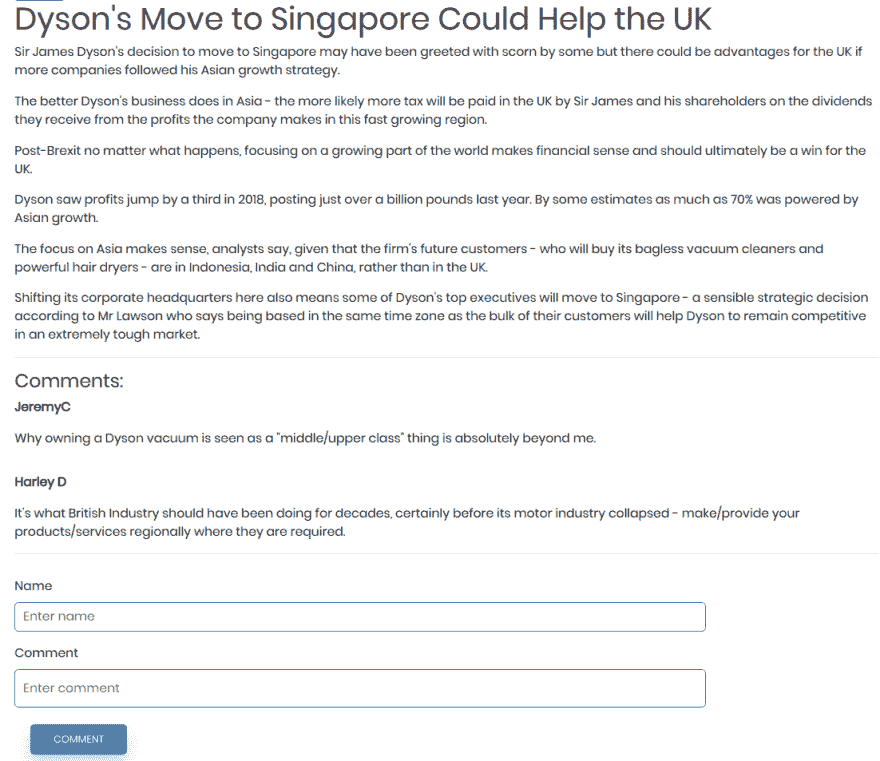 Dyson's Move to Singapore Could Help the UK
Sir James Dyson's decision to move to Singapore may have been greeted with scorn by some but there could be advantages for the UK if
more companies followed his Asian growth strategy.
The better Dyson's business does in Asia - the more likely more tax will be paid in the UK by Sir James and his shareholders on the dividends
they receive from the profits the company makes in this fast growing region.
Post-Brexit no matter what happens, focusing on a growing part of the world makes financial sense and should ultimately be a win for the
UK.
Dyson saw profits jump by a third in 2018, posting just over a billion pounds last year. By some estimates as much as 70% was powered by
Asian growth.
The focus on Asia makes sense, analysts say, given that the firm's future customers - who will buy its bagless vacuum cleaners and
powerful hair dryers - are in Indonesia, India and China, rather than in the UK.
Shifting its corporate headquarters here also means some of Dyson's top executives will move to Singapore - a sensible strategic decision
according to Mr Lawson who says being based in the same time zone as the bulk of their customers will help Dyson to remain competitive
in an extremely tough market.
Comments:
JeremyC
Why owning a Dyson vacuum is seen as a "middle/upper class" thing is absolutely beyond me.
Harley D
It's what British Industry should have been doing for decades, certainly before its motor industry collapsed - make/provide your
products/services regionally where they are required.
Name
Enter name
Comment
Enter comment
COMMENT